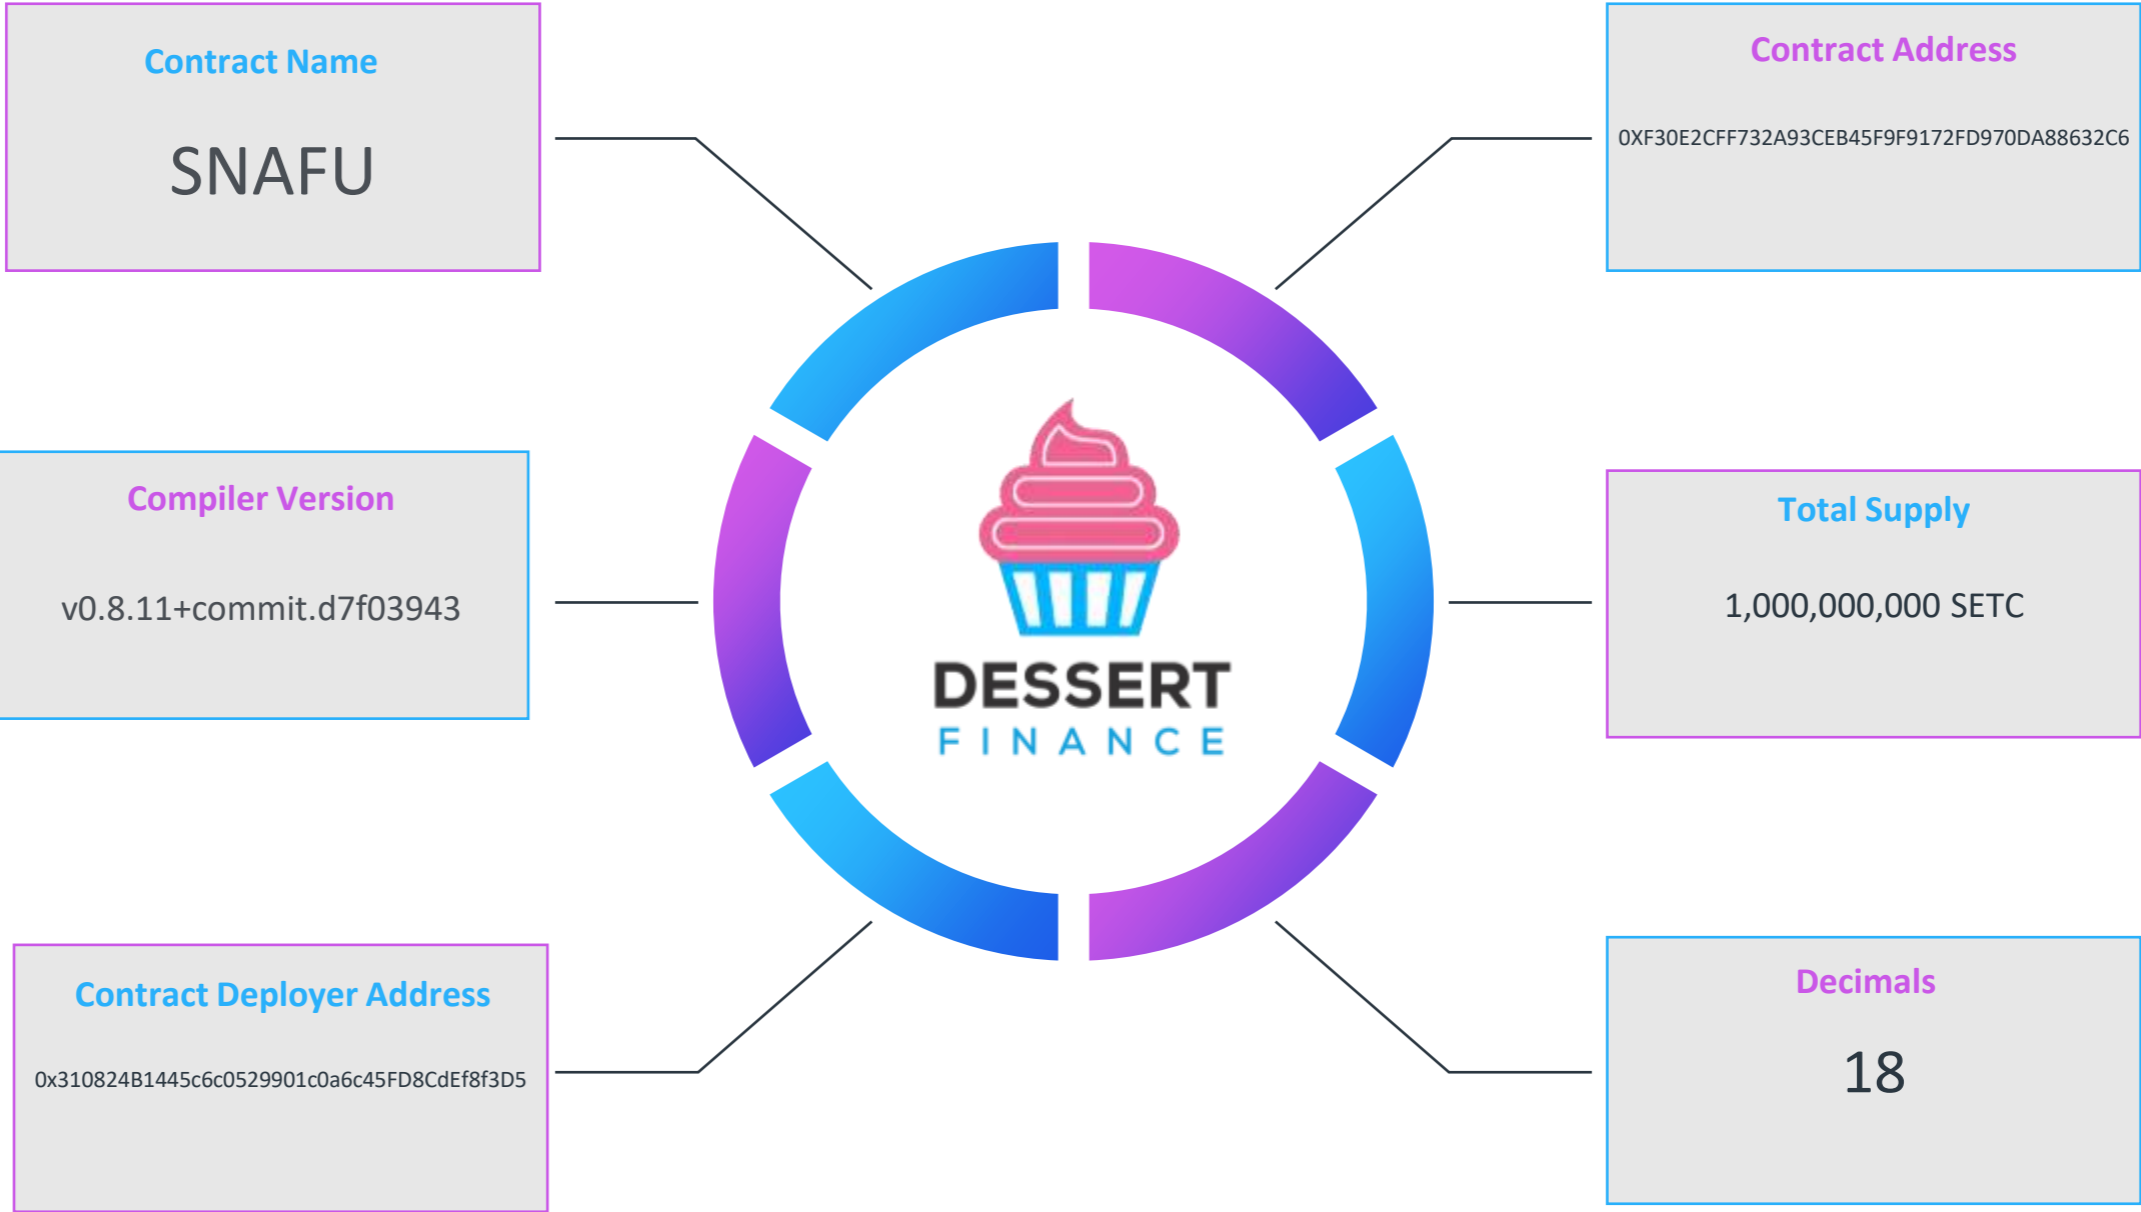 Contract Name
SNAFU
Contract Address
0XF30E2CFF732A93CEB45F9F9172FD970DA88632C6
Compiler Version
v0.8.11+commit.d7f03943
DESSERT
FINANCE
Total Supply
1,000,000,000 SETC
Contract Deployer Address
0x310824B1445c6c0529901c0a6c45FD8CdEf8f3D5
Decimals
18